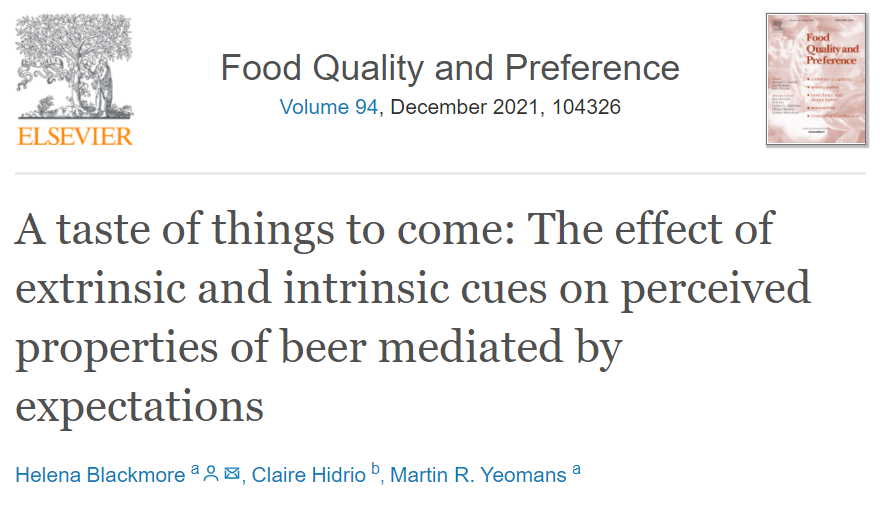 Food Quality and Preference
Volume 94, December 2021, 104326
ELSEVIER
Food
Quality and
Preference
A taste of things to come: The effect of
extrinsic and intrinsic cues on perceived
properties of beer mediated by
expectations
Helena Blackmore a, Claire Hidrio b, Martin R. Yeomans a